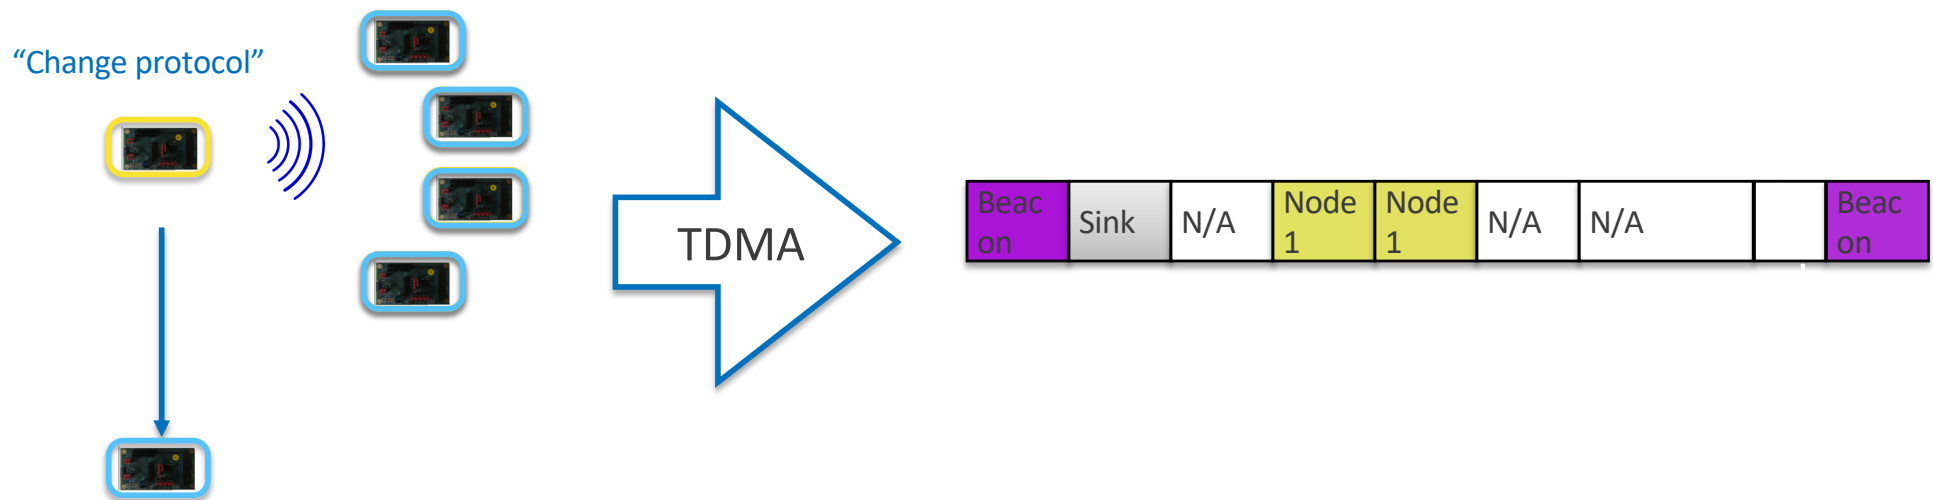 “Change protocol”
TDMA
Beac
on
Sink
N/A
Node
1
Node
1
N/A
N/A
Beac
on